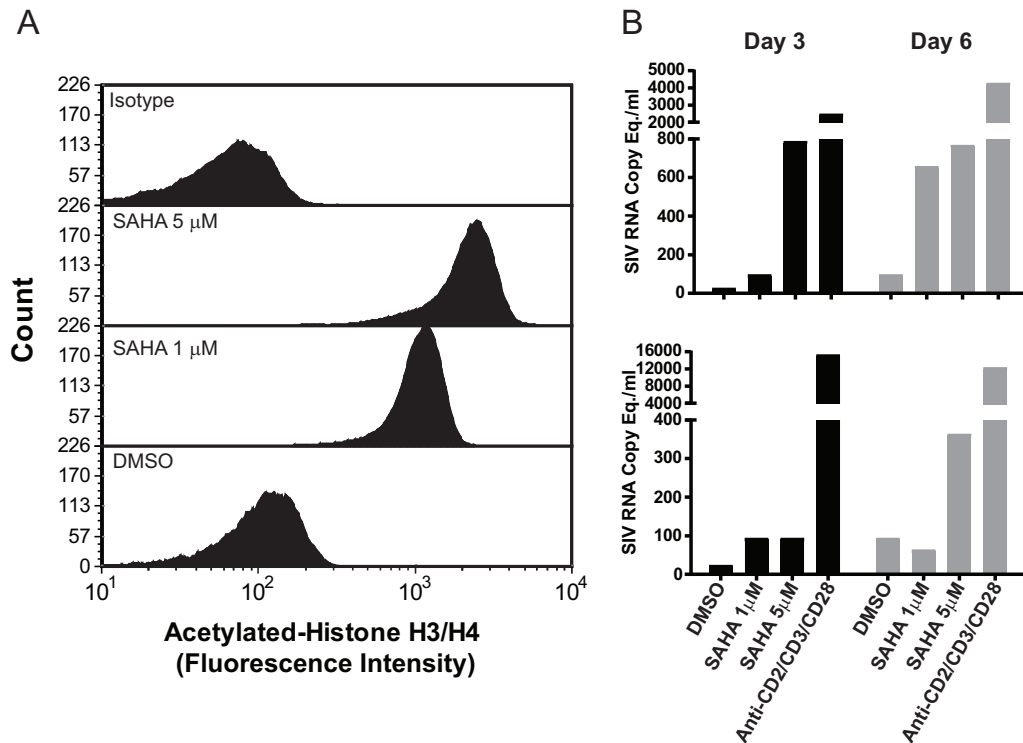 A
226
170
113
57
226
170
113
57
226
170
113
57
226
170
113
57
0
Isotype
SAHA 5 μM
SAHA 1 μM
DMSO
Count
10¹ 10² 10³ 10⁴
Acetylated-Histone H3/H4
(Fluorescence Intensity)
B
Day 3 Day 6
5000
4000
3000
2000
800
600
400
200
0
SIV RNA Copy Eq./ml
16000
12000
8000
4000
400
300
200
100
0
SIV RNA Copy Eq./ml
DMSO
SAHA 1μM
SAHA 5μM
Anti-CD2/CD3/CD28
DMSO
SAHA 1μM
SAHA 5μM
Anti-CD2/CD3/CD28